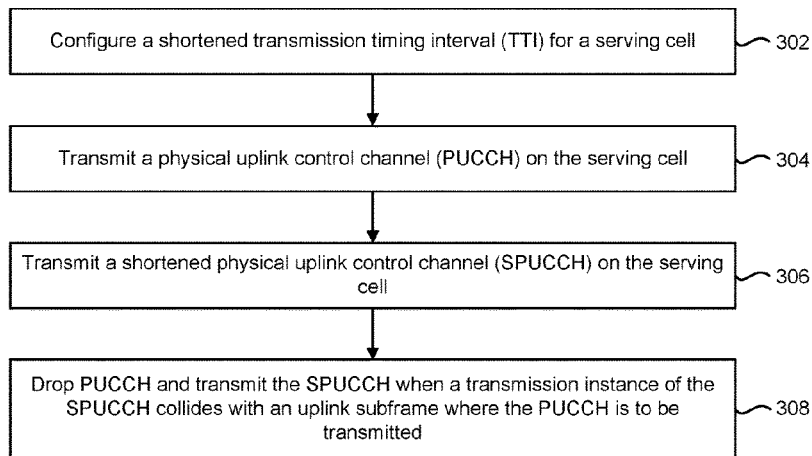 Configure a shortened transmission timing interval (TTI) for a serving cell
302
Transmit a physical uplink control channel (PUCCH) on the serving cell
304
Transmit a shortened physical uplink control channel (SPUCCH) on the serving
cell
306
Drop PUCCH and transmit the SPUCCH when a transmission instance of the
SPUCCH collides with an uplink subframe where the PUCCH is to be
transmitted
308